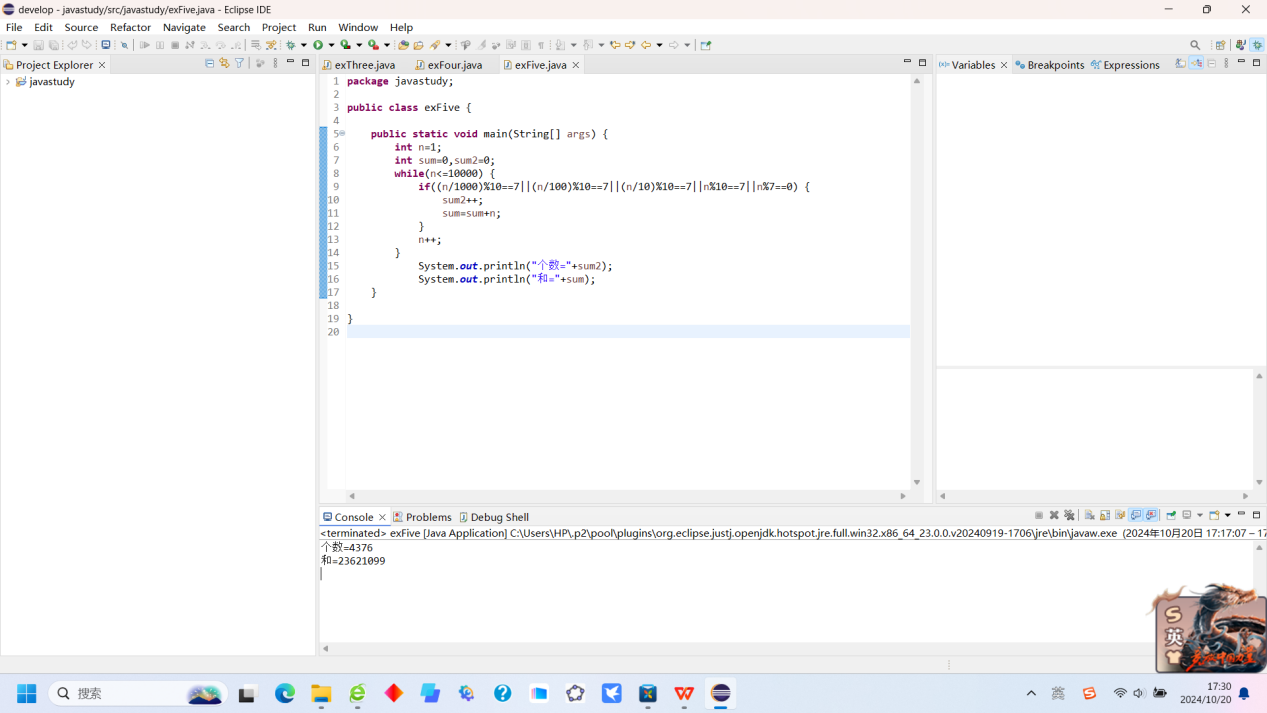 develop - javastudy/src/javastudy/exFive.java - Eclipse IDE
File Edit Source Refactor Navigate Search Project Run Window Help
Project Explorer
exThree.java exFour.java exFive.java
Variables Breakpoints Expressions
javastudy
1 package javastudy;
2
3 public class exFive {
4
5 public static void main(String[] args) {
6 int n=1;
7 int sum=0,sum2=0;
8 while(n<=10000) {
9 if((n/1000)%10==7||(n/100)%10==7||(n/10)%10==7||n%10==7||n%7==0) {
10 sum2++;
11 sum=sum+n;
12 }
13 n++;
14 }
15 System.out.println("个数="+sum2);
16 System.out.println("和="+sum);
17 }
18
19 }
20
Console Problems Debug Shell
<terminated> exFive [Java Application] C:\Users\HP\.p2\pool\plugins\org.eclipse.justj.openjdk.hotspot.jre.full.win32.x86_64_23.0.0.v20240919-1706\jre\bin\javaw.exe (2024年10月20日 17:17:07 – 17
个数=4376
和=23621099
S
英
搜索
英
17:30
2024/10/20